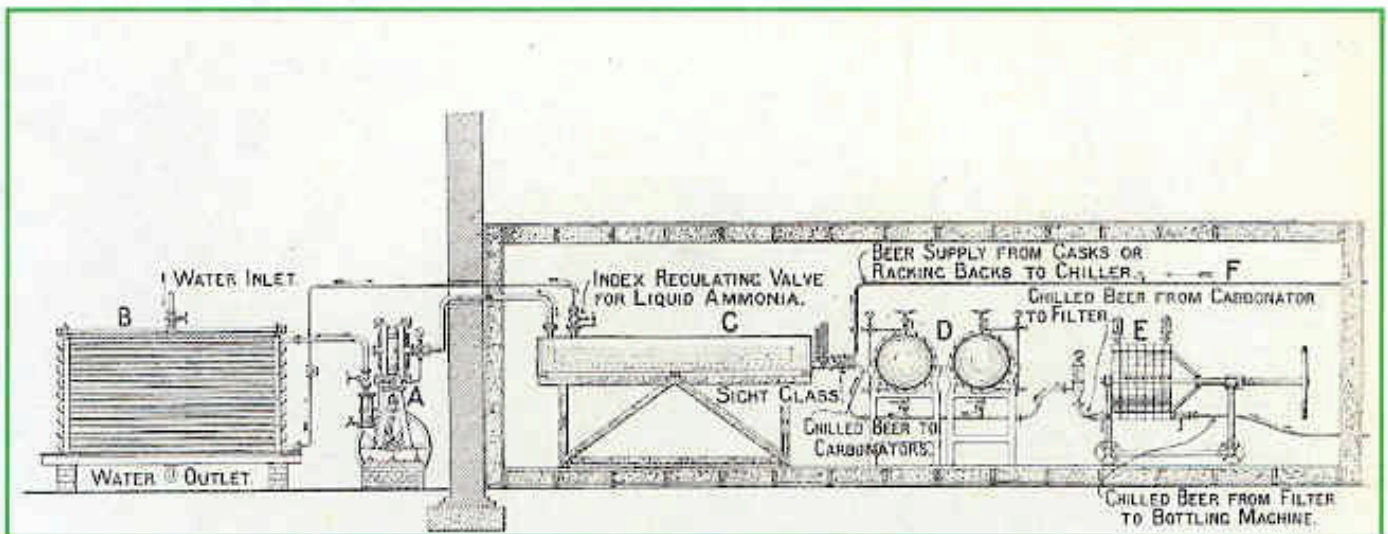 WATER INLET
B
A
WATER OUTLET
INDEX REGULATING VALVE
FOR LIQUID AMMONIA.
C
SIGHT GLASS
BEER SUPPLY FROM CASKS OR
RACKING BACKS TO CHILLER
F
D
CHILLED BEER TO
CARBONATORS.
CHILLED BEER FROM CARBONATOR
TO FILTER
E
CHILLED BEER FROM FILTER
TO BOTTLING MACHINE.